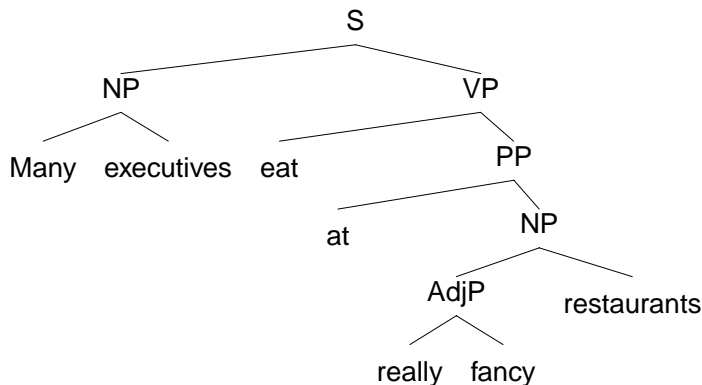 S
NP VP
Many executives eat PP
at NP
AdjP restaurants
really fancy